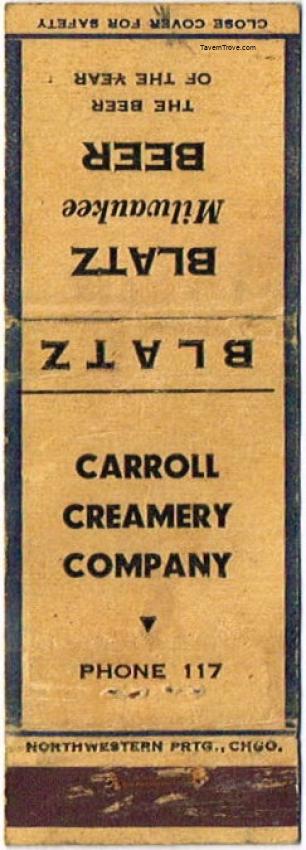 CLOSE COVER FOR SAFETY
TavernTrove.com
BLATZ
Milwaukee
BEER
THE BEER
OF THE YEAR
BLATZ
CARROLL
CREAMERY
COMPANY
PHONE 117
NORTHWESTERN PRTG., CHGO.